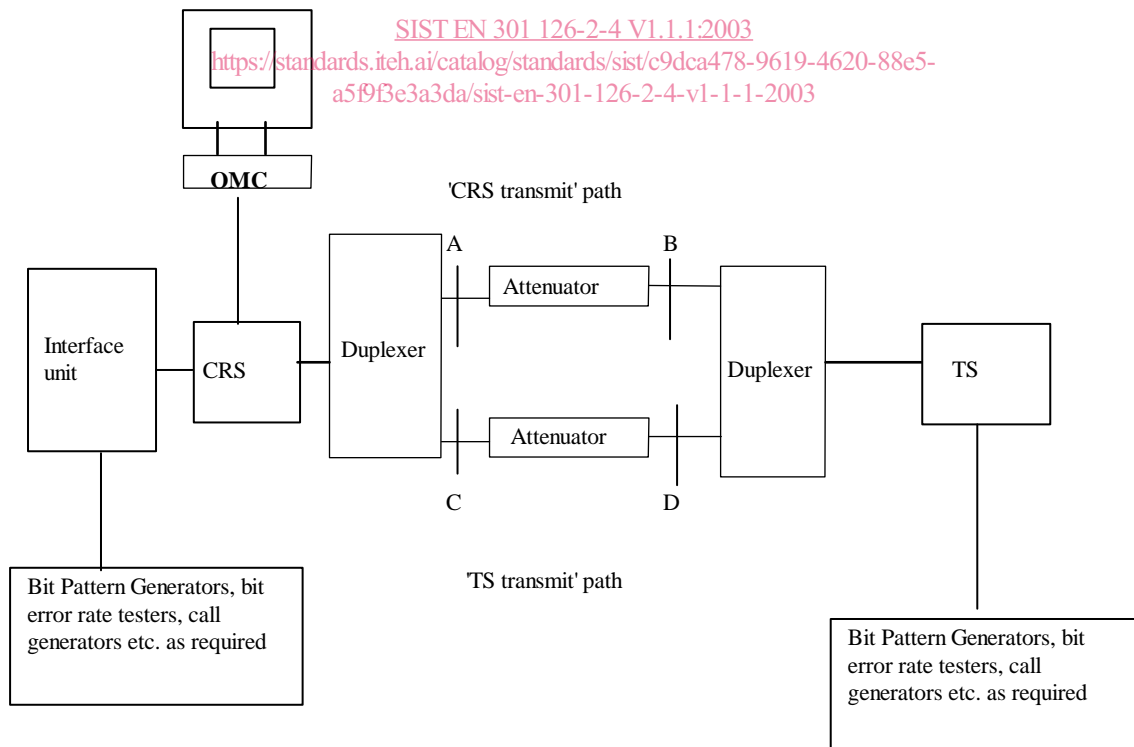 SIST EN 301 126-2-4 V1.1.1:2003
https://standards.iteh.ai/catalog/standards/sist/c9dca478-9619-4620-88e5-
a5f9f3e3a3da/sist-en-301-126-2-4-v1-1-1-2003
OMC
'CRS transmit' path
A
B
Attenuator
Interface
unit
CRS
Duplexer
Duplexer
TS
Attenuator
C
D
'TS transmit' path
Bit Pattern Generators, bit
error rate testers, call
generators etc. as required
Bit Pattern Generators, bit
error rate testers, call
generators etc. as required